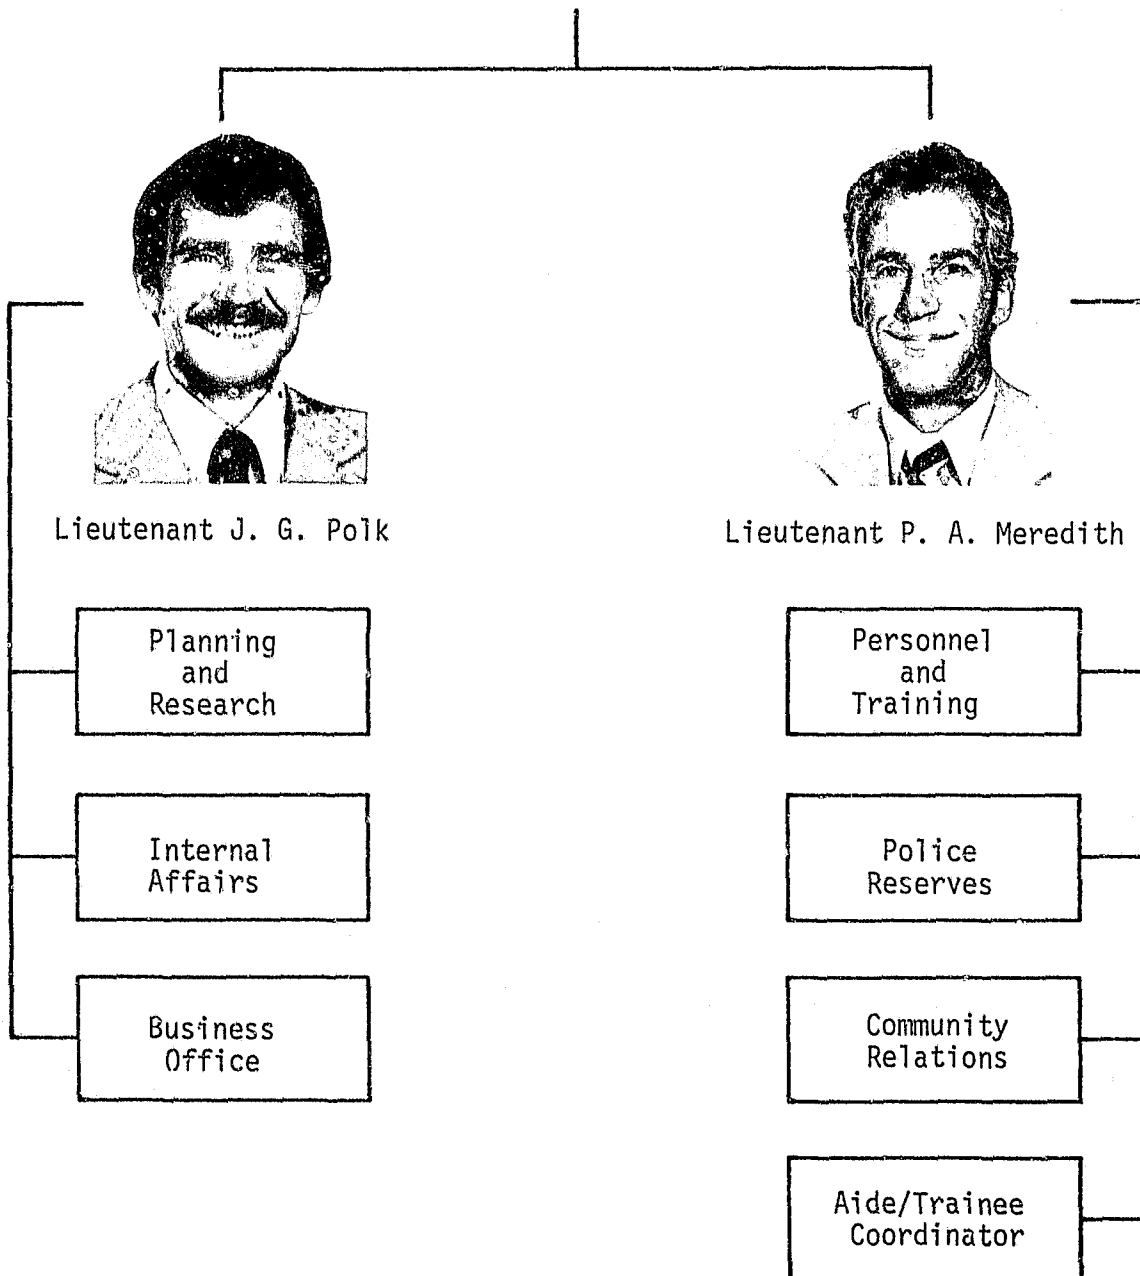 Lieutenant J. G. Polk
Lieutenant P. A. Meredith
Planning
and
Research
Personnel
and
Training
Internal
Affairs
Police
Reserves
Business
Office
Community
Relations
Aide/Trainee
Coordinator